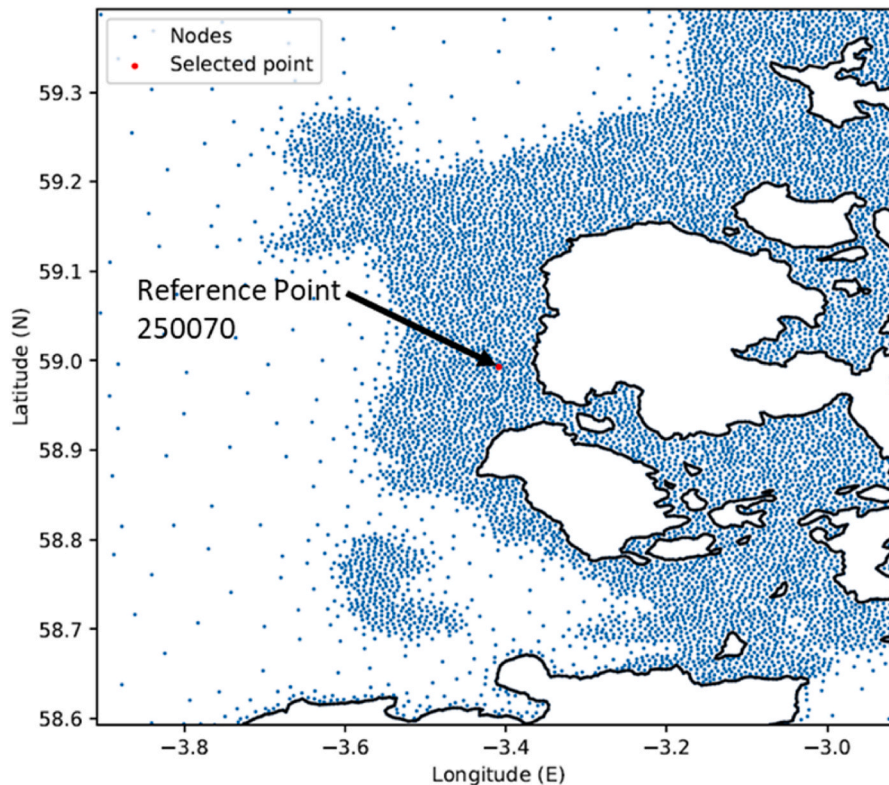 Nodes
Selected point
59.3
59.2
59.1
Reference Point
250070
59.0
58.9
58.8
58.7
58.6
Latitude (N)
−3.8 −3.6 −3.4 −3.2 −3.0
Longitude (E)